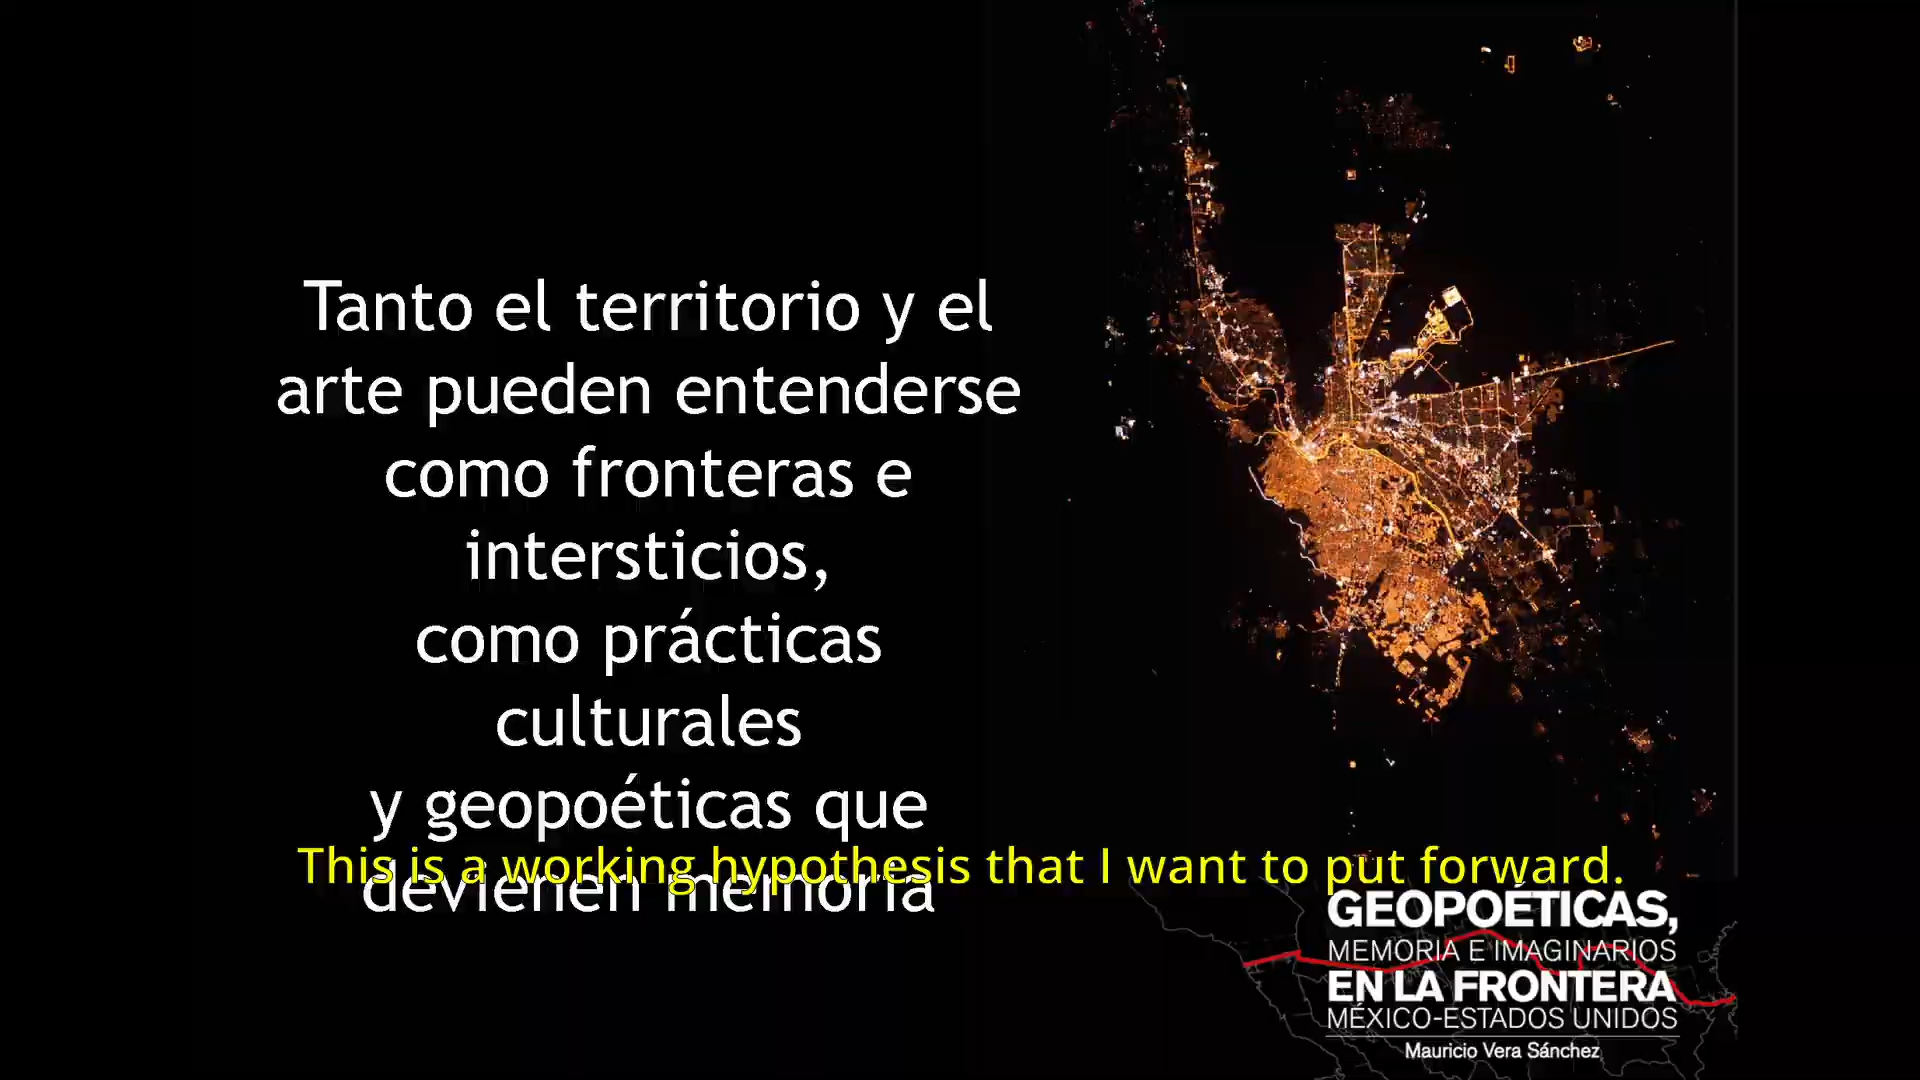 Tanto el territorio y el
arte pueden entenderse
como fronteras e
intersticios,
como prácticas
culturales
y geopoéticas que
devienen memoria
This is a working hypothesis that I want to put forward.
GEOPOÉTICAS,
MEMORIA E IMAGINARIOS
EN LA FRONTERA
MÉXICO-ESTADOS UNIDOS
Mauricio Vera Sánchez